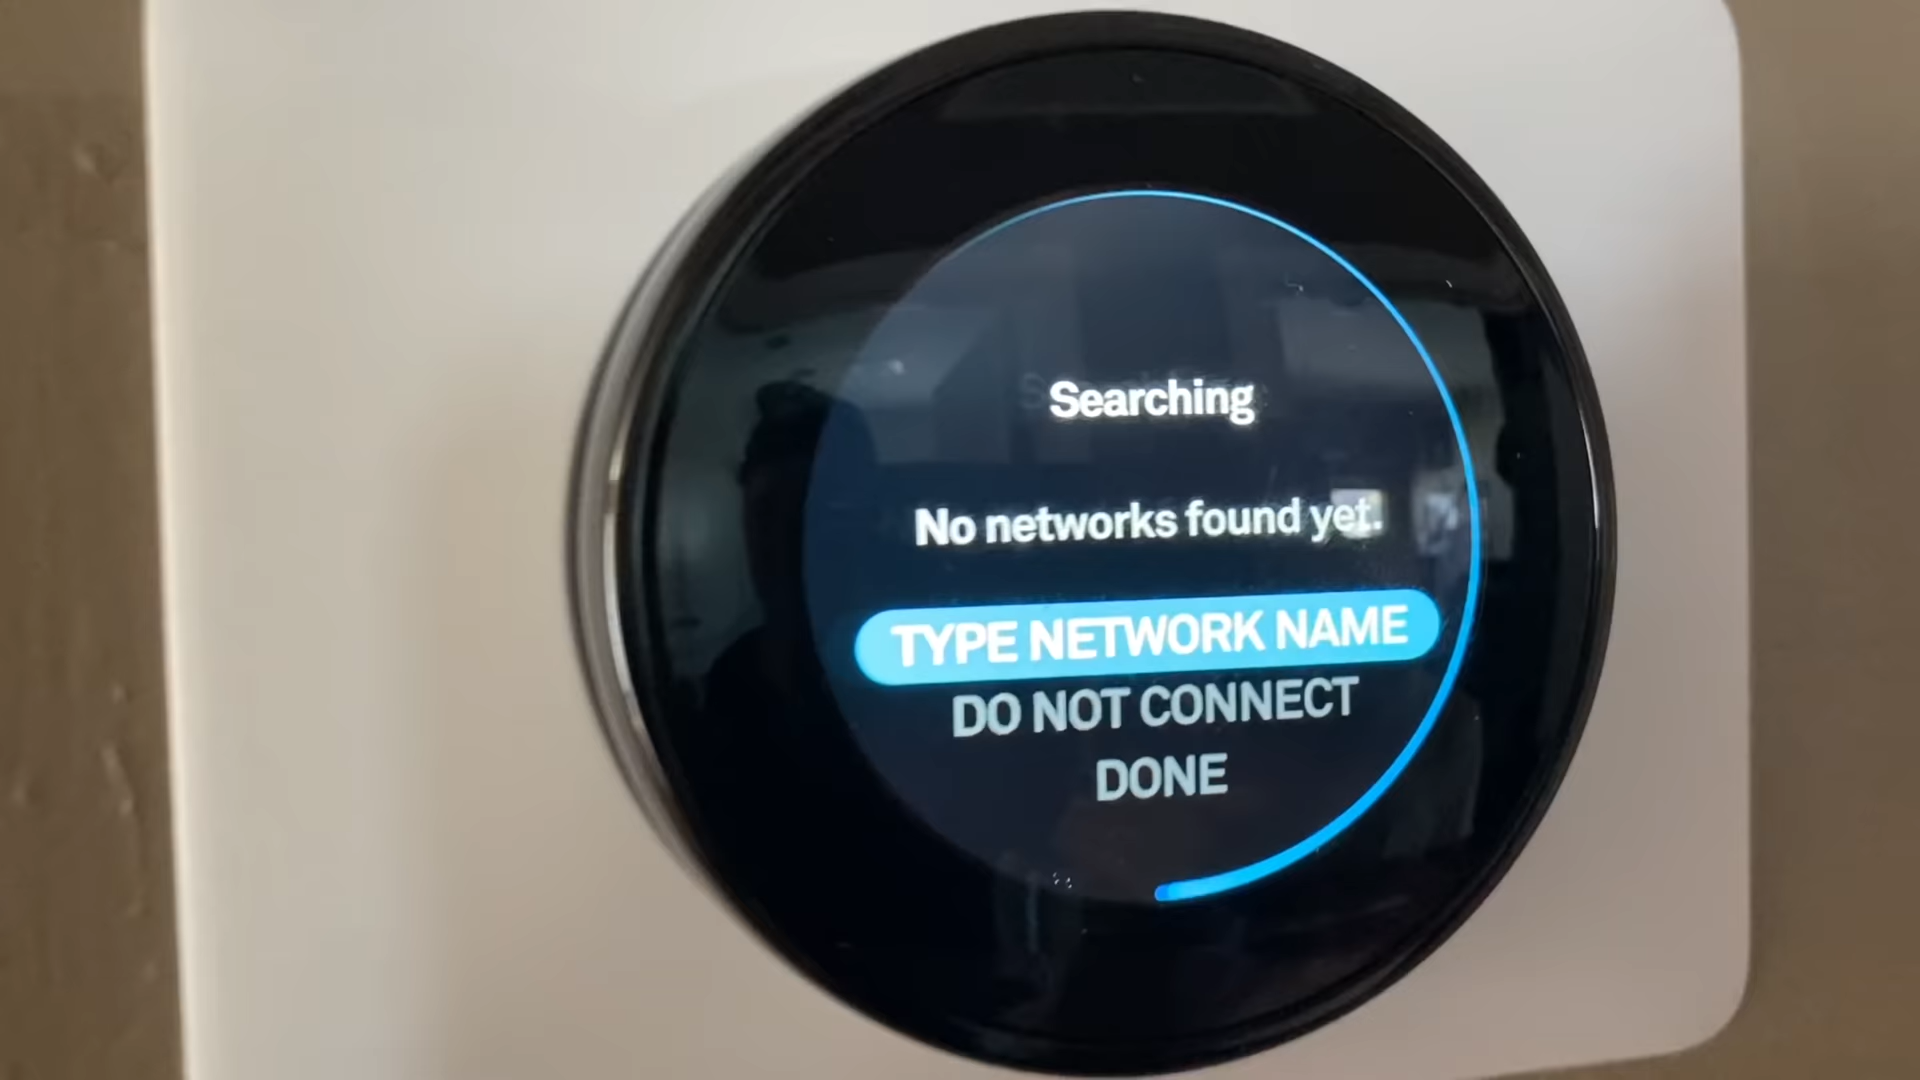 Searching
No networks found yet.
TYPE NETWORK NAME
DO NOT CONNECT
DONE